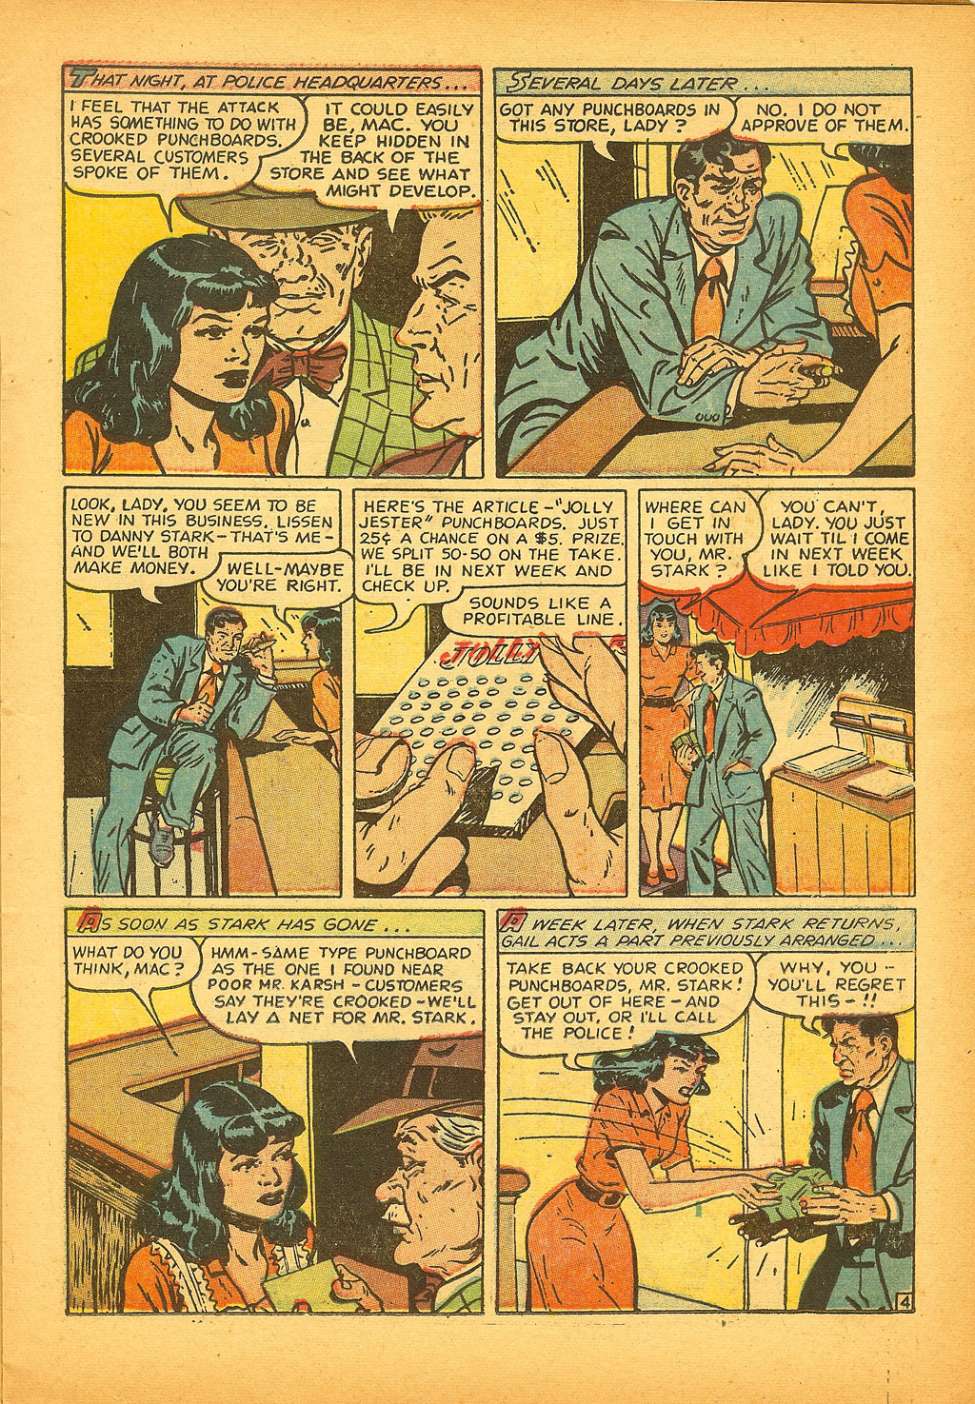 THAT NIGHT, AT POLICE HEADQUARTERS...
I FEEL THAT THE ATTACK
HAS SOMETHING TO DO WITH
CROOKED PUNCHBOARDS.
SEVERAL CUSTOMERS
SPOKE OF THEM.
IT COULD EASILY
BE, MAC. YOU
KEEP HIDDEN IN
THE BACK OF THE
STORE AND SEE WHAT
MIGHT DEVELOP.
SEVERAL DAYS LATER...
GOT ANY PUNCHBOARDS IN
THIS STORE, LADY?
NO. I DO NOT
APPROVE OF THEM.
LOOK, LADY. YOU SEEM TO BE
NEW IN THIS BUSINESS. LISSEN
TO DANNY STARK-THAT'S ME-
AND WE'LL BOTH
MAKE MONEY.
WELL-MAYBE
YOU'RE RIGHT.
HERE'S THE ARTICLE-"JOLLY
JESTER" PUNCHBOARDS. JUST
25¢ A CHANCE ON A $5. PRIZE.
WE SPLIT 50-50 ON THE TAKE.
I'LL BE IN NEXT WEEK AND
CHECK UP.
SOUNDS LIKE A
PROFITABLE LINE.
JOLLY
WHERE CAN
I GET IN
TOUCH WITH
YOU, MR.
STARK?
YOU CAN'T,
LADY. YOU JUST
WAIT TIL I COME
IN NEXT WEEK
LIKE I TOLD YOU.
AS SOON AS STARK HAS GONE...
WHAT DO YOU
THINK, MAC?
HMM-SAME TYPE PUNCHBOARD
AS THE ONE I FOUND NEAR
POOR MR. KARSH-CUSTOMERS
SAY THEY'RE CROOKED-WE'LL
LAY A NET FOR MR. STARK.
A WEEK LATER, WHEN STARK RETURNS,
GAIL ACTS A PART PREVIOUSLY ARRANGED...
TAKE BACK YOUR CROOKED
PUNCHBOARDS, MR. STARK!
GET OUT OF HERE-AND
STAY OUT, OR I'LL CALL
THE POLICE!
WHY, YOU-
YOU'LL REGRET
THIS-!!
4